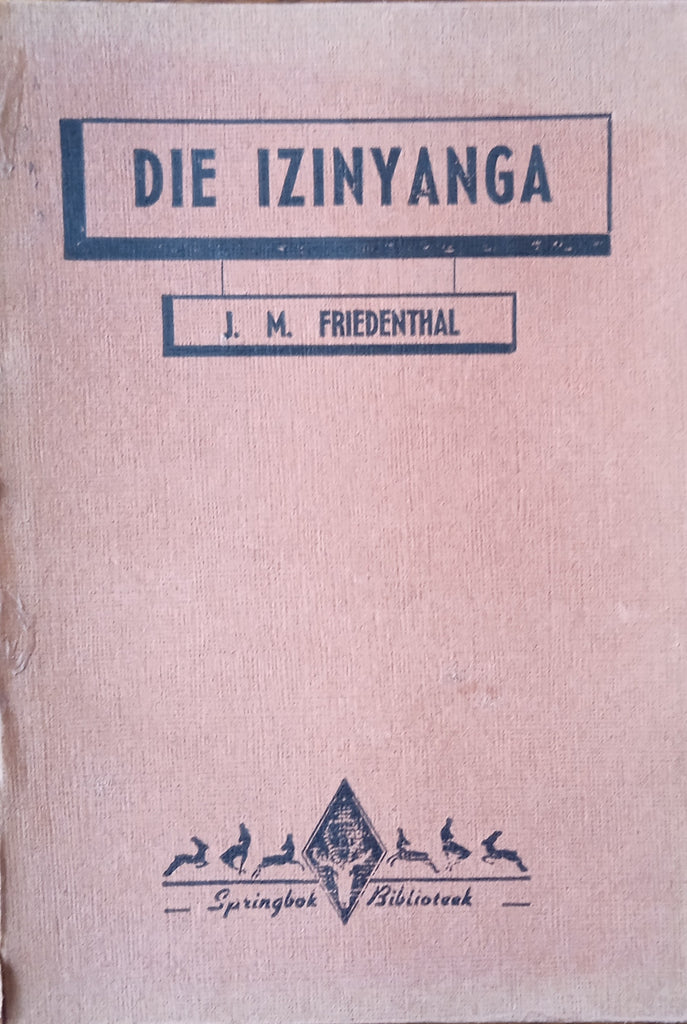 DIE IZINYANGA
J. M. FRIEDENTHAL
Springbok Biblioteek